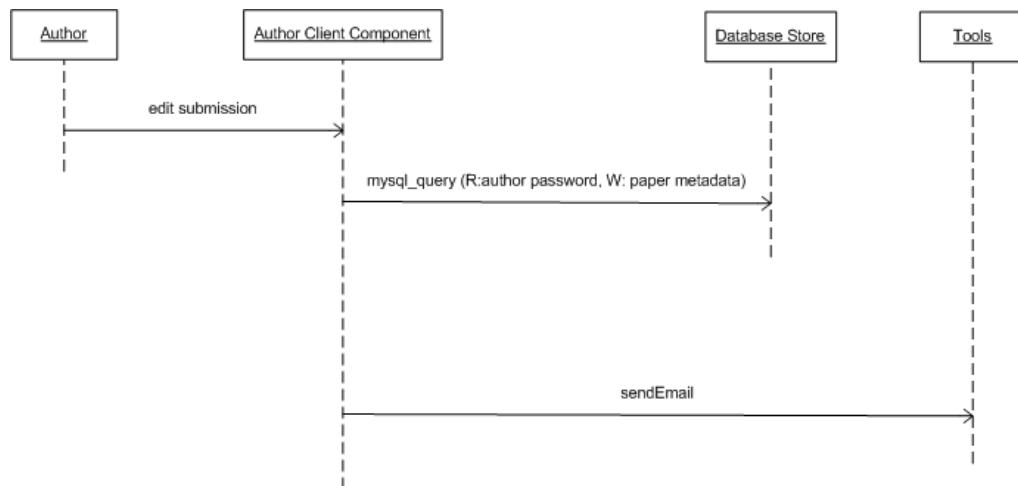 Author
Author Client Component
Database Store
Tools
edit submission
mysql_query (R:author password, W: paper metadata)
sendEmail